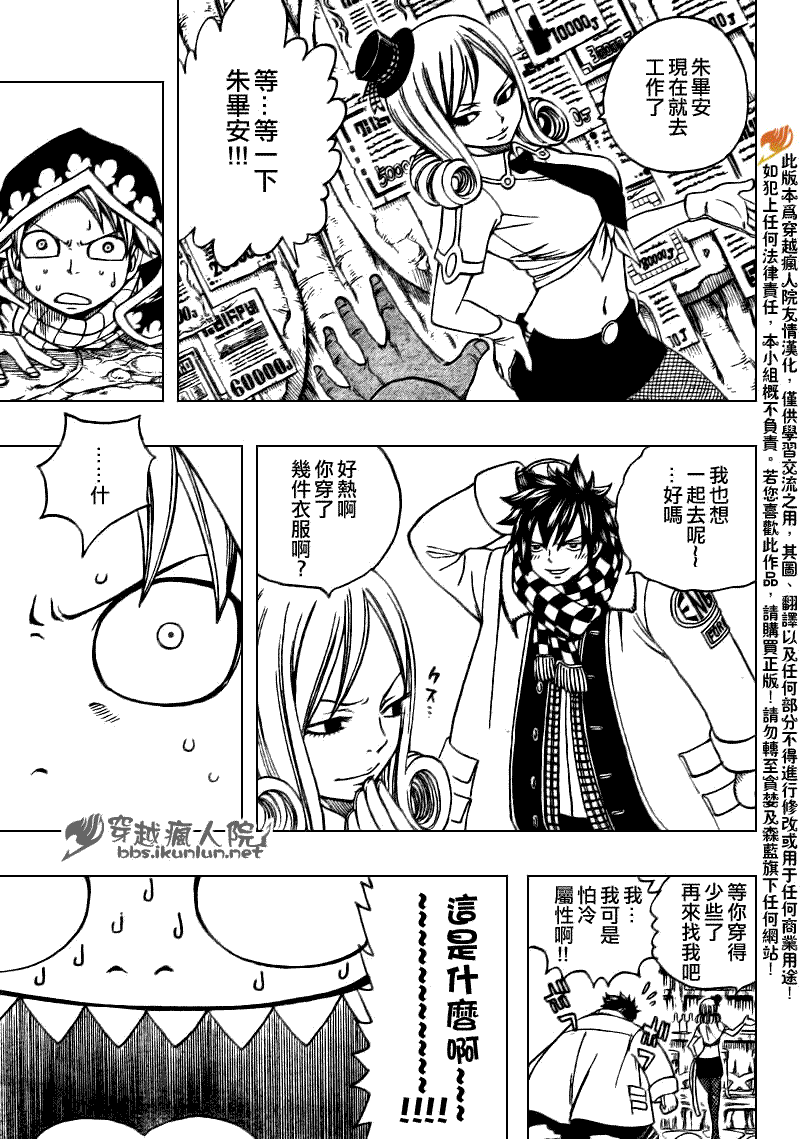 朱畢安
現在就去
工作了
等…等一下
朱畢安!!!
10000J
60000J
我也想
一起去呢~
…好嗎
好熱啊
你穿了
幾件衣服啊?
クス…
……什
等你穿得
少些了
再來找我吧
我…
我可是
怕冷
屬性啊!!
這是什麼啊~~~~~~~~!!!!
穿越瘋人院
bbs.ikunlun.net
此版本爲穿越瘋人院友情漢化，僅供學習交流之用，其圖、翻譯以及任何部分不得進行修改或用于任何商業用途！
如犯上任何法律責任，本小組概不負責。若您喜歡此作品，請購買正版！請勿轉至貪婪及森藍旗下任何網站！